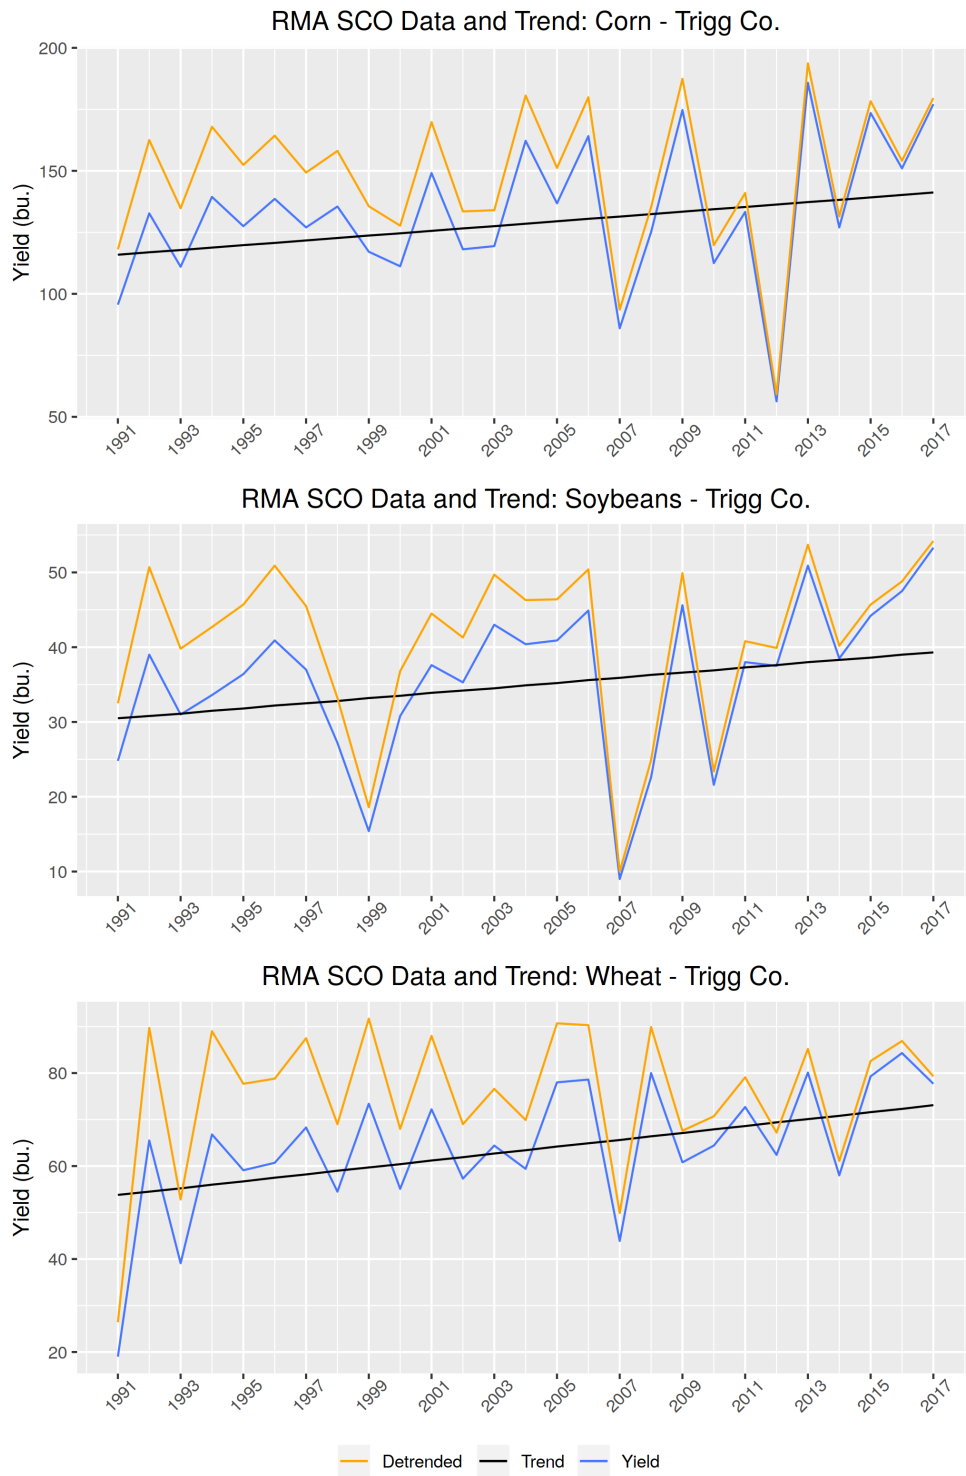 RMA SCO Data and Trend: Corn - Trigg Co.
Yield (bu.)
200
150
100
50
1991 1993 1995 1997 1999 2001 2003 2005 2007 2009 2011 2013 2015 2017
RMA SCO Data and Trend: Soybeans - Trigg Co.
Yield (bu.)
50
40
30
20
10
1991 1993 1995 1997 1999 2001 2003 2005 2007 2009 2011 2013 2015 2017
RMA SCO Data and Trend: Wheat - Trigg Co.
Yield (bu.)
80
60
40
20
1991 1993 1995 1997 1999 2001 2003 2005 2007 2009 2011 2013 2015 2017
Detrended Trend Yield